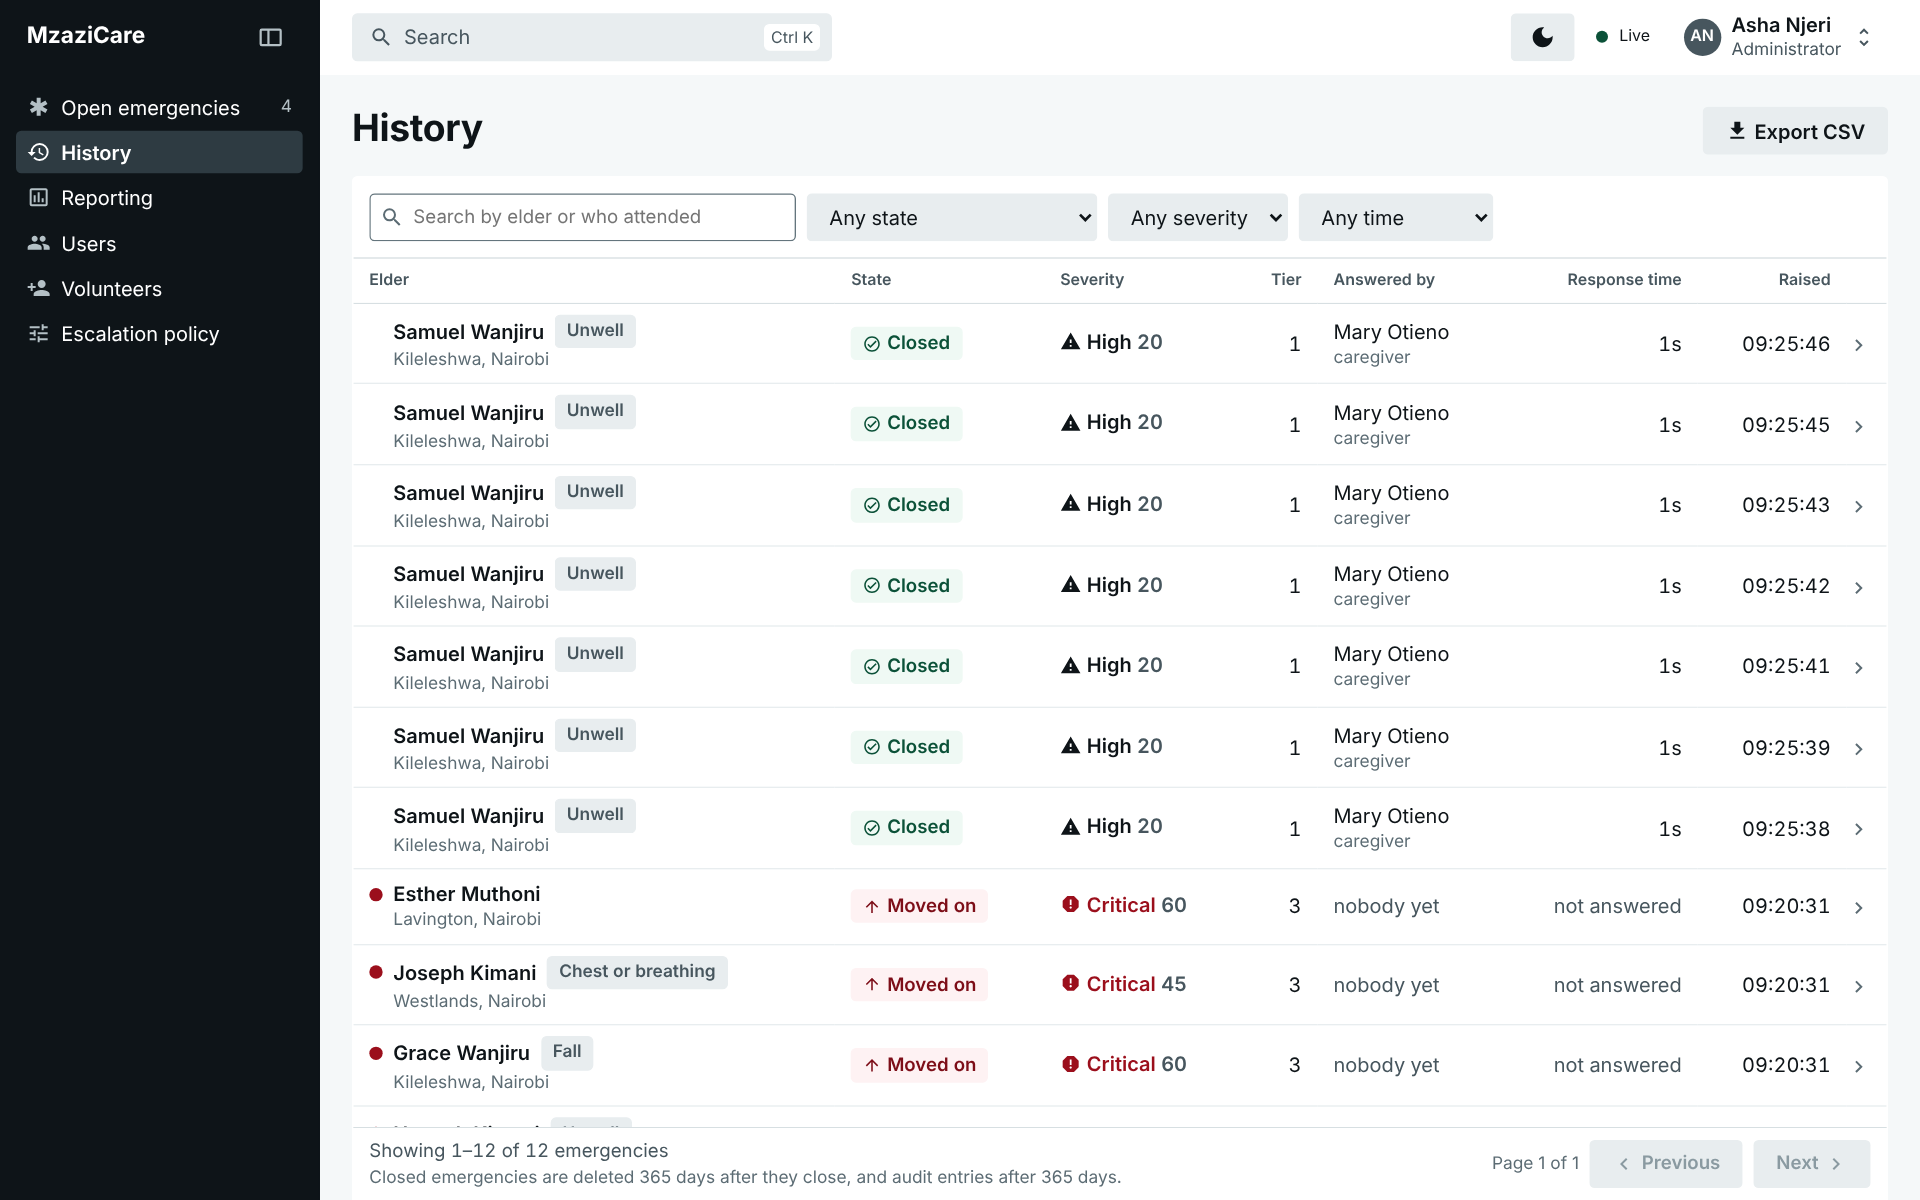 MzaziCare
Search
Ctrl K
Live
AN
Asha Njeri
Administrator
Open emergencies 4
History
Reporting
Users
Volunteers
Escalation policy
History
Export CSV
Search by elder or who attended
Any state
Any severity
Any time
Elder State Severity Tier Answered by Response time Raised
Samuel Wanjiru Unwell Closed High 20 1 Mary Otieno 1s 09:25:46
Kileleshwa, Nairobi caregiver
Samuel Wanjiru Unwell Closed High 20 1 Mary Otieno 1s 09:25:45
Kileleshwa, Nairobi caregiver
Samuel Wanjiru Unwell Closed High 20 1 Mary Otieno 1s 09:25:43
Kileleshwa, Nairobi caregiver
Samuel Wanjiru Unwell Closed High 20 1 Mary Otieno 1s 09:25:42
Kileleshwa, Nairobi caregiver
Samuel Wanjiru Unwell Closed High 20 1 Mary Otieno 1s 09:25:41
Kileleshwa, Nairobi caregiver
Samuel Wanjiru Unwell Closed High 20 1 Mary Otieno 1s 09:25:39
Kileleshwa, Nairobi caregiver
Samuel Wanjiru Unwell Closed High 20 1 Mary Otieno 1s 09:25:38
Kileleshwa, Nairobi caregiver
Esther Muthoni Moved on Critical 60 3 nobody yet not answered 09:20:31
Lavington, Nairobi
Joseph Kimani Chest or breathing Moved on Critical 45 3 nobody yet not answered 09:20:31
Westlands, Nairobi
Grace Wanjiru Fall Moved on Critical 60 3 nobody yet not answered 09:20:31
Kileleshwa, Nairobi
Showing 1–12 of 12 emergencies
Closed emergencies are deleted 365 days after they close, and audit entries after 365 days.
Page 1 of 1
Previous
Next